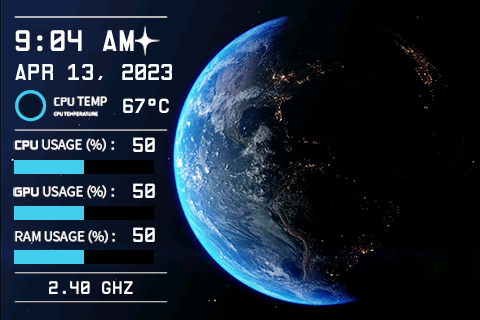 9:04 AM
APR 13, 2023
CPU TEMP 67°C
CPU TEMPERATURE
CPU USAGE (%) : 50
GPU USAGE (%) : 50
RAM USAGE (%) : 50
2.40 GHZ